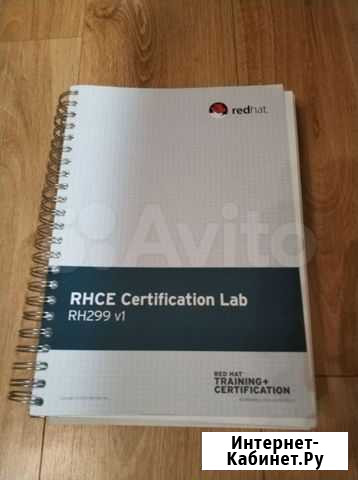 redhat.
Avito
RHCE Certification Lab
RH299 v1
RED HAT
TRAINING+
CERTIFICATION
Интернет-
Кабинет.Ру